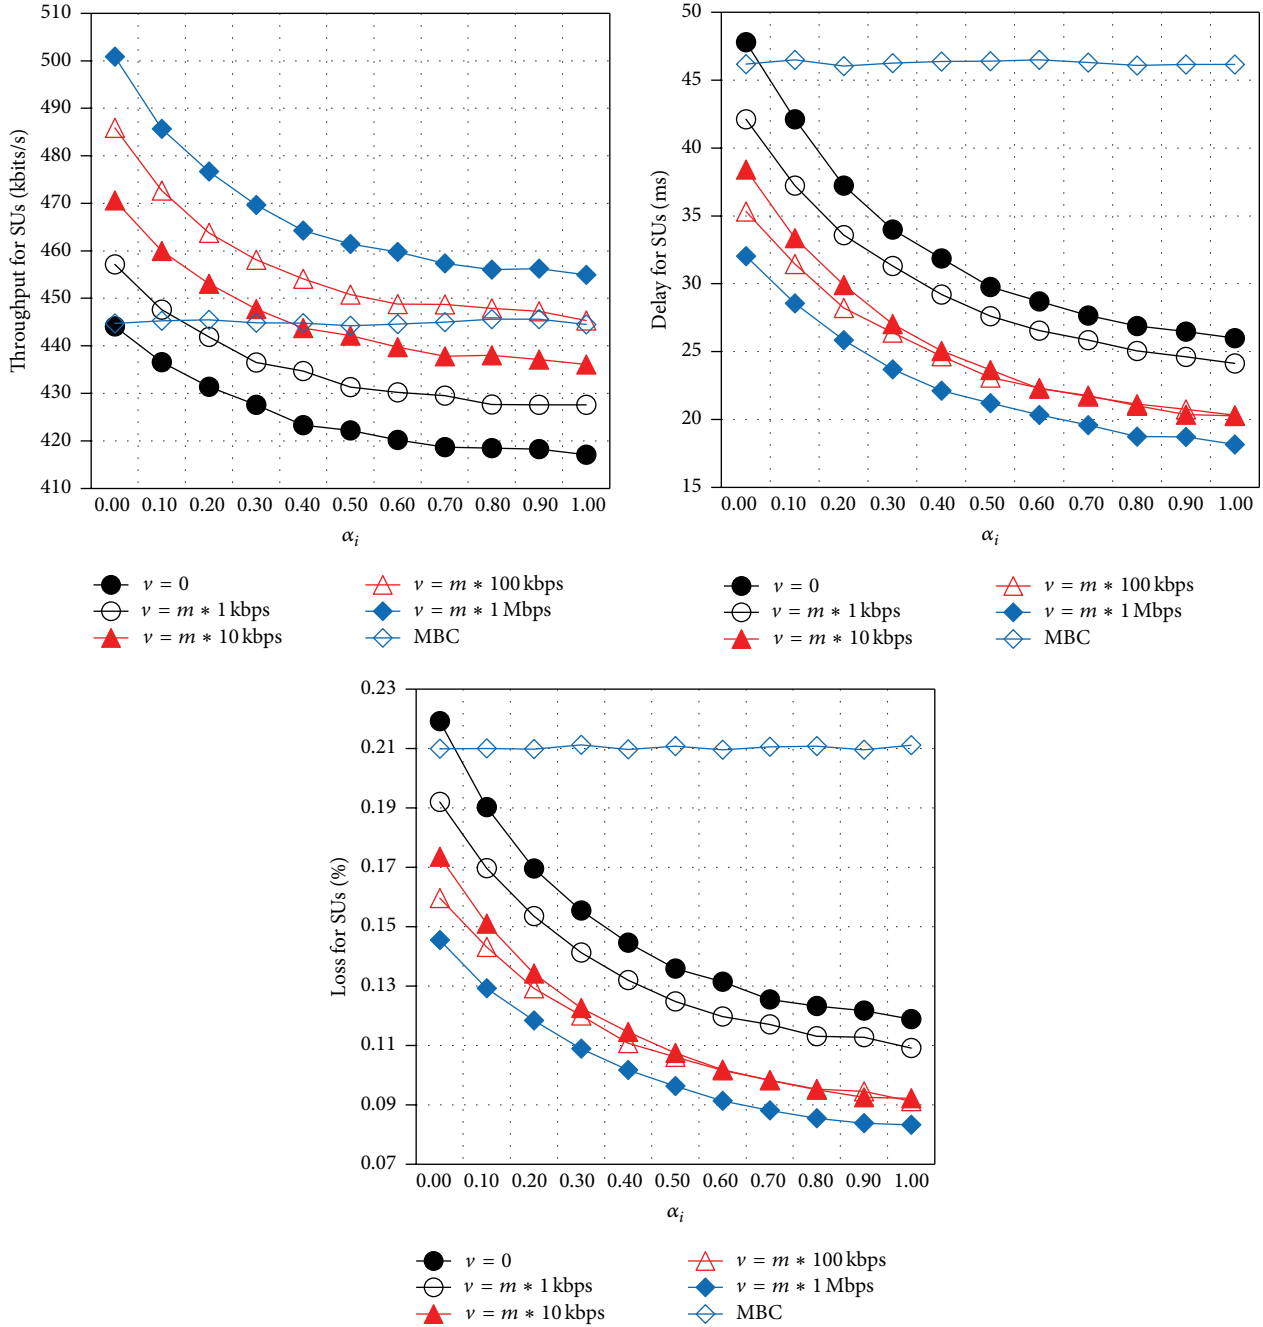 Throughput for SUs (kbits/s)
510
500
490
480
470
460
450
440
430
420
410
0.00 0.10 0.20 0.30 0.40 0.50 0.60 0.70 0.80 0.90 1.00
αᵢ
v = 0
v = m ∗ 1 kbps
v = m ∗ 10 kbps
v = m ∗ 100 kbps
v = m ∗ 1 Mbps
MBC
Delay for SUs (ms)
50
45
40
35
30
25
20
15
0.00 0.10 0.20 0.30 0.40 0.50 0.60 0.70 0.80 0.90 1.00
αᵢ
v = 0
v = m ∗ 1 kbps
v = m ∗ 10 kbps
v = m ∗ 100 kbps
v = m ∗ 1 Mbps
MBC
Loss for SUs (%)
0.23
0.21
0.19
0.17
0.15
0.13
0.11
0.09
0.07
0.00 0.10 0.20 0.30 0.40 0.50 0.60 0.70 0.80 0.90 1.00
αᵢ
v = 0
v = m ∗ 1 kbps
v = m ∗ 10 kbps
v = m ∗ 100 kbps
v = m ∗ 1 Mbps
MBC